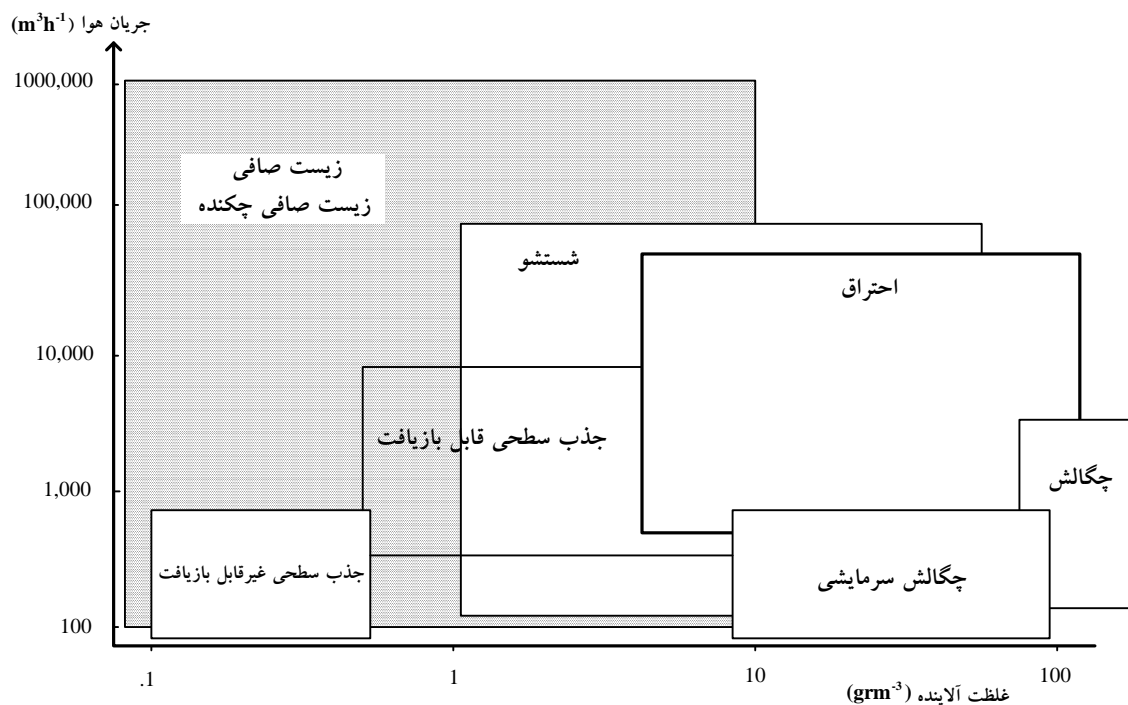 جریان هوا (m³h⁻¹)
1000,000
زیست صافی
زیست صافی چکنده
100,000
شستشو
احتراق
10,000
جذب سطحی قابل بازیافت
چگالش
1,000
جذب سطحی غیرقابل بازیافت
چگالش سرمایشی
100
.1
1
10
100
غلظت آلاینده (grm⁻³)